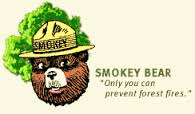 SMOKEY
SMOKEY BEAR
"Only you can
prevent forest fires."